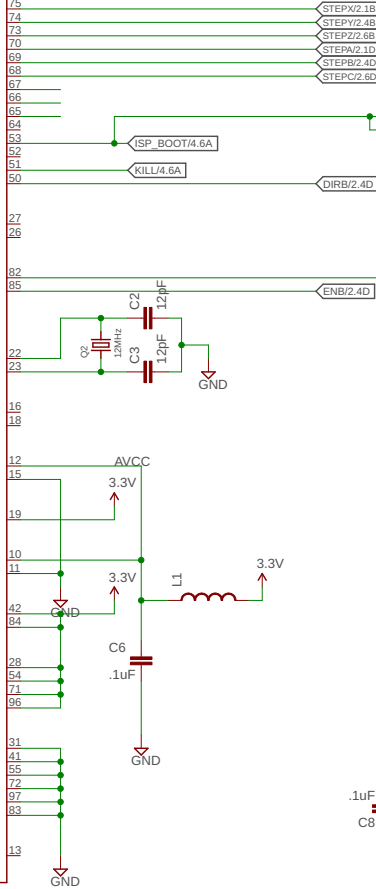 75
STEPX/2.1B
74
STEPY/2.4B
73
STEPZ/2.6B
70
STEPA/2.1D
69
STEPB/2.4D
68
STEPC/2.6D
67
66
65
64
53
ISP_BOOT/4.6A
52
51
KILL/4.6A
50
DIRB/2.4D
27
26
82
85
ENB/2.4D
C2
12pF
Q2
12MHz
22
C3
12pF
23
GND
16
18
12
AVCC
15
3.3V
19
10
3.3V
11
3.3V
L1
GND
42
84
C6
28
.1uF
54
71
96
31
GND
41
55
72
.1uF
97
83
C8
13
GND